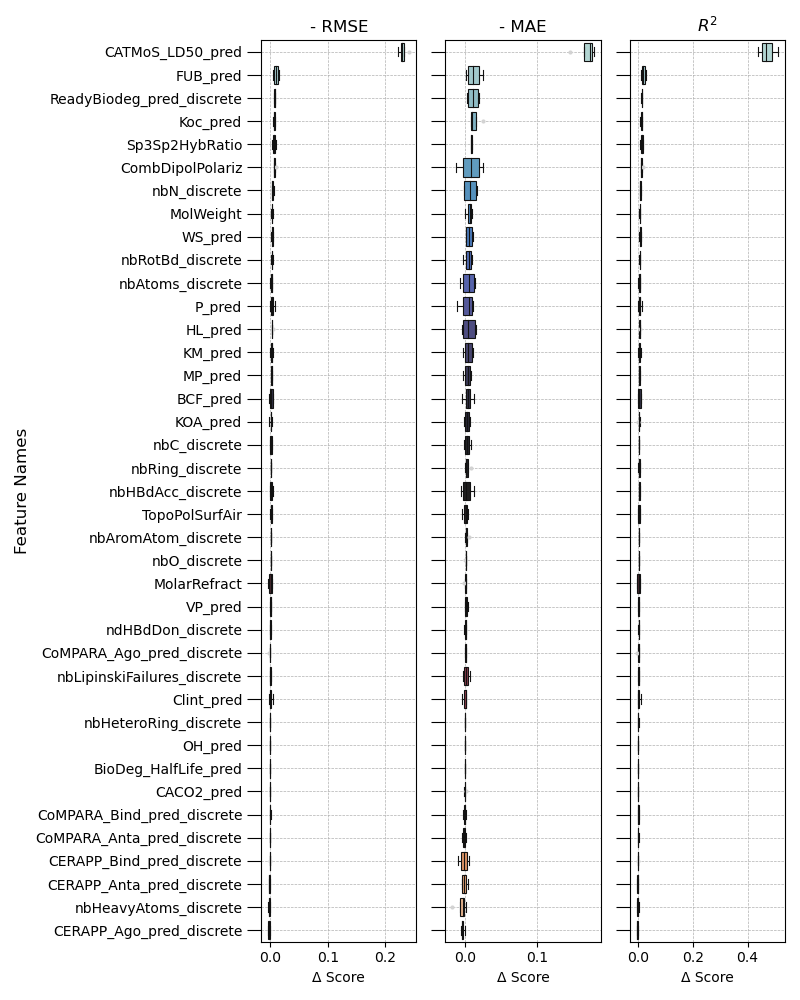 - RMSE
- MAE
R²
Feature Names
CATMoS_LD50_pred
FUB_pred
ReadyBiodeg_pred_discrete
Koc_pred
Sp3Sp2HybRatio
CombDipolPolariz
nbN_discrete
MolWeight
WS_pred
nbRotBd_discrete
nbAtoms_discrete
P_pred
HL_pred
KM_pred
MP_pred
BCF_pred
KOA_pred
nbC_discrete
nbRing_discrete
nbHBdAcc_discrete
TopoPolSurfAir
nbAromAtom_discrete
nbO_discrete
MolarRefract
VP_pred
ndHBdDon_discrete
CoMPARA_Ago_pred_discrete
nbLipinskiFailures_discrete
Clint_pred
nbHeteroRing_discrete
OH_pred
BioDeg_HalfLife_pred
CACO2_pred
CoMPARA_Bind_pred_discrete
CoMPARA_Anta_pred_discrete
CERAPP_Bind_pred_discrete
CERAPP_Anta_pred_discrete
nbHeavyAtoms_discrete
CERAPP_Ago_pred_discrete
0.0 0.1 0.2
Δ Score
0.0 0.1
Δ Score
0.0 0.2 0.4
Δ Score